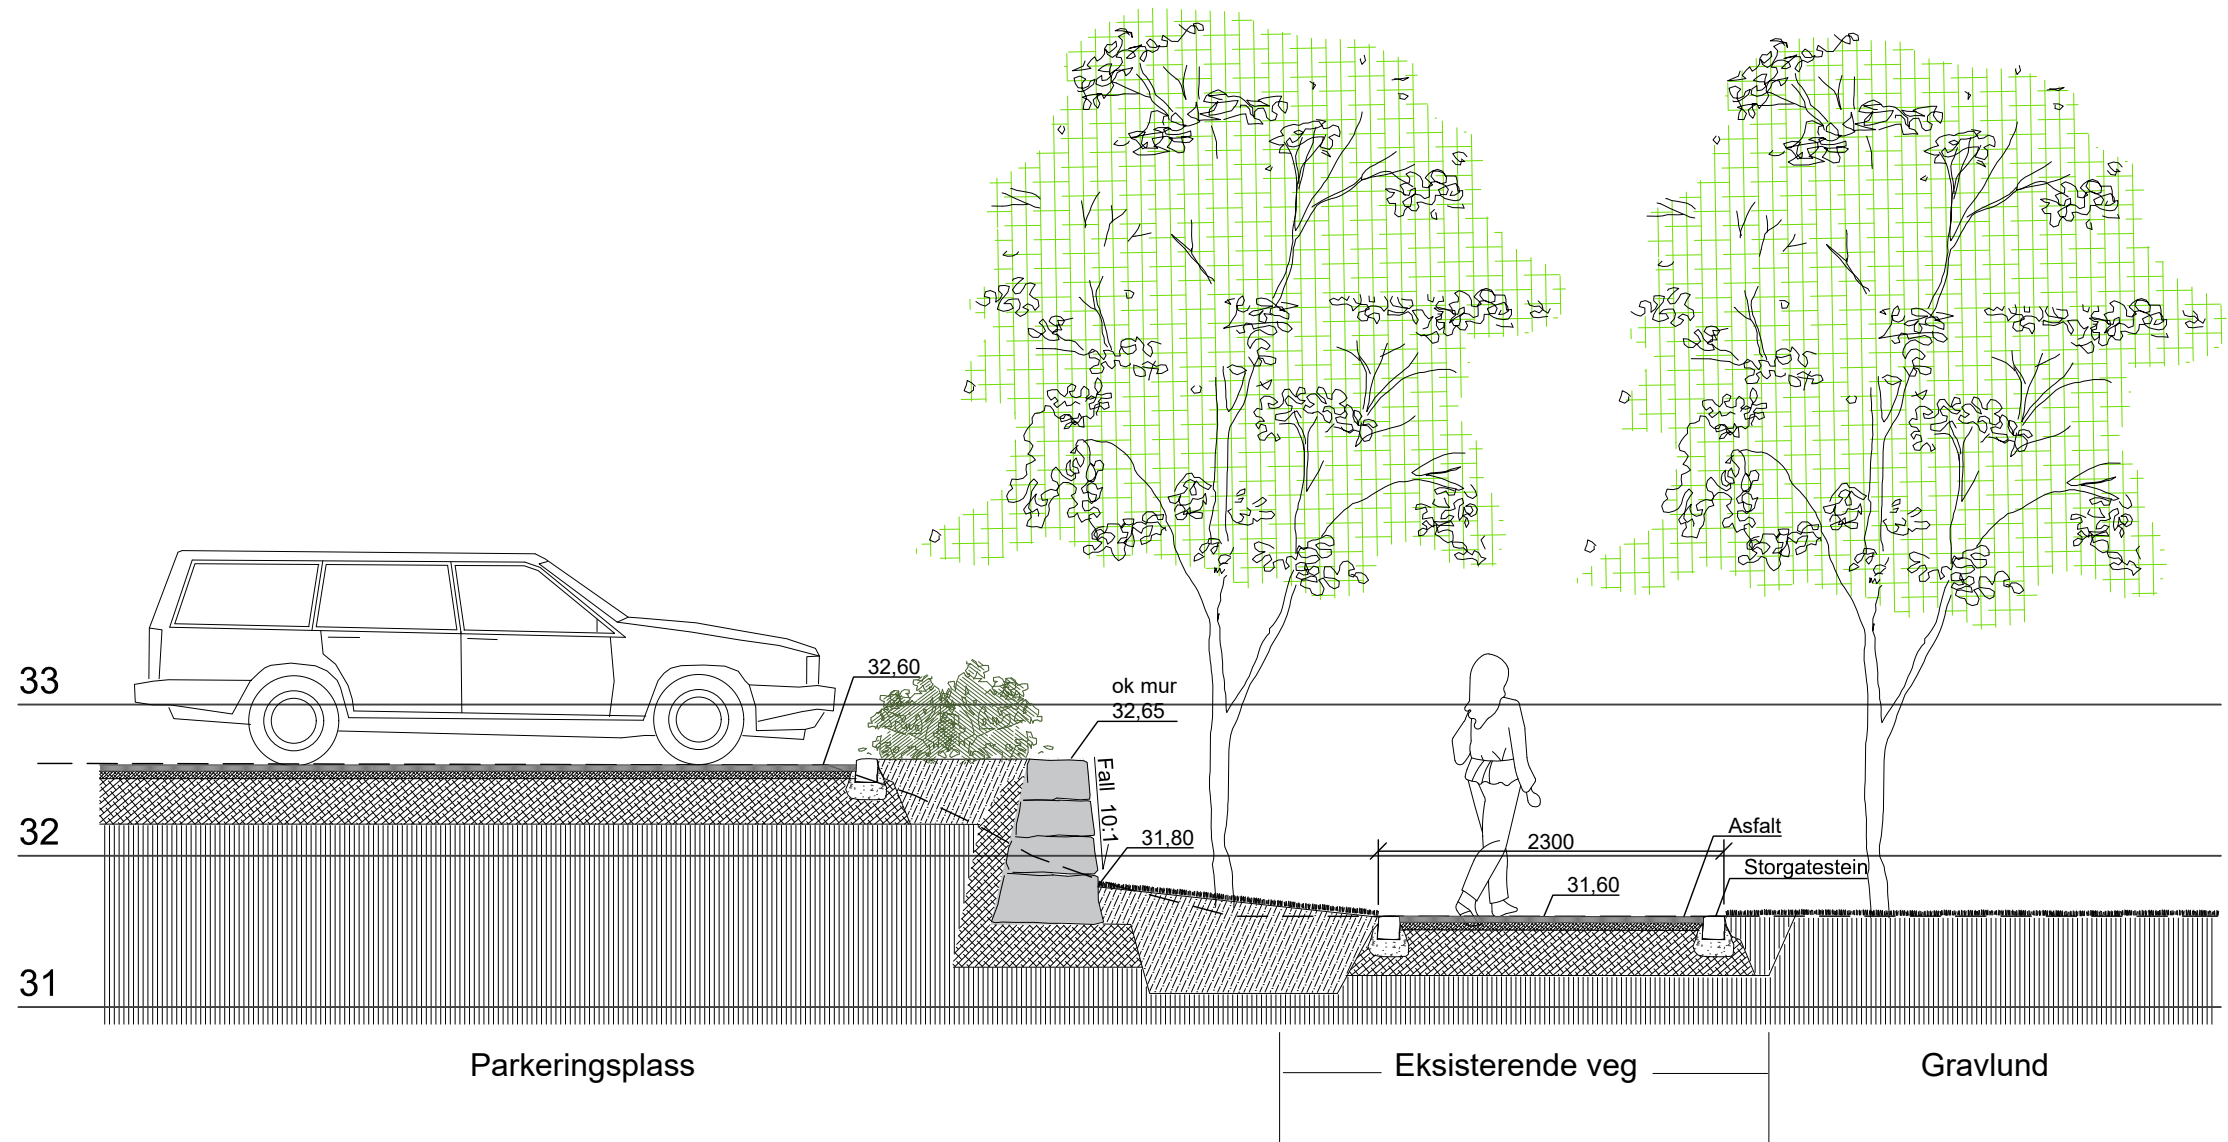 33
32,60
ok mur
32,65
Fall 10:1
32
31,80
2300
Asfalt
Storgatestein
31,60
31
Parkeringsplass
Eksisterende veg
Gravlund